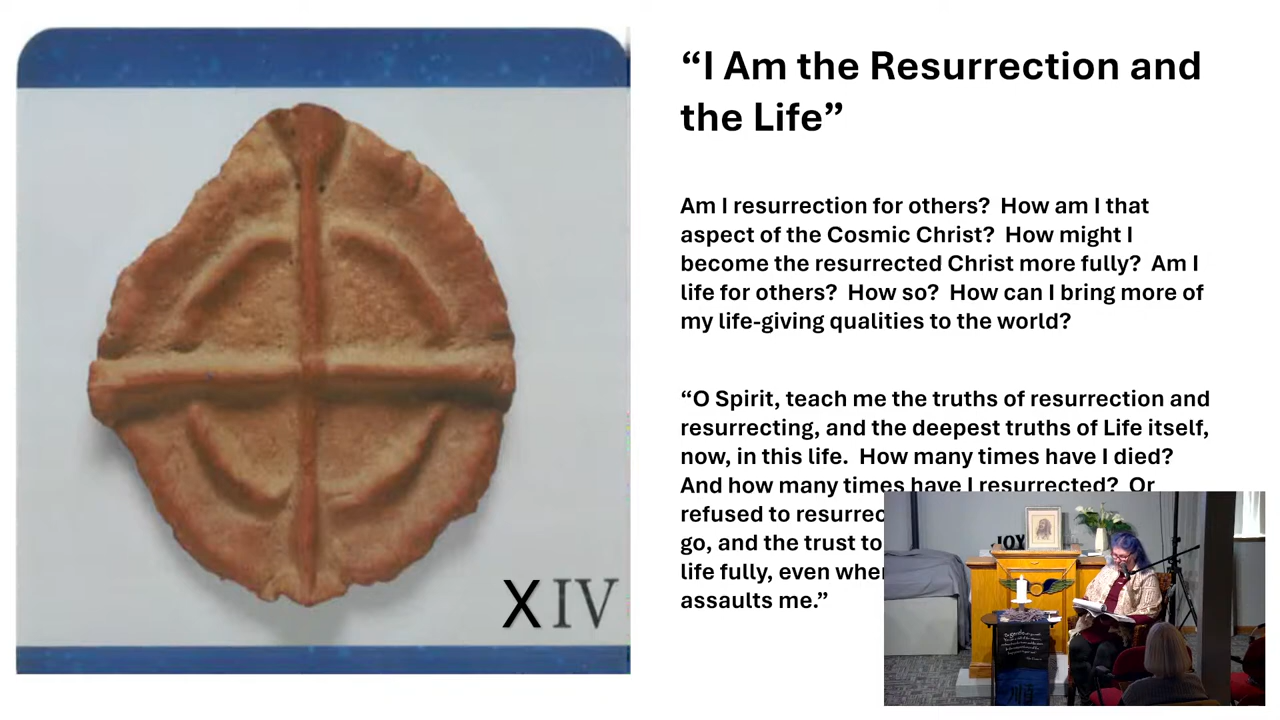 “I Am the Resurrection and
the Life”
Am I resurrection for others?  How am I that
aspect of the Cosmic Christ?  How might I
become the resurrected Christ more fully?  Am I
life for others?  How so?  How can I bring more of
my life-giving qualities to the world?
“O Spirit, teach me the truths of resurrection and
resurrecting, and the deepest truths of Life itself,
now, in this life.  How many times have I died?
And how many times have I resurrected?  Or
refused to
go, and the trust to
life fully, even
assaults me.”
XIV
JOY